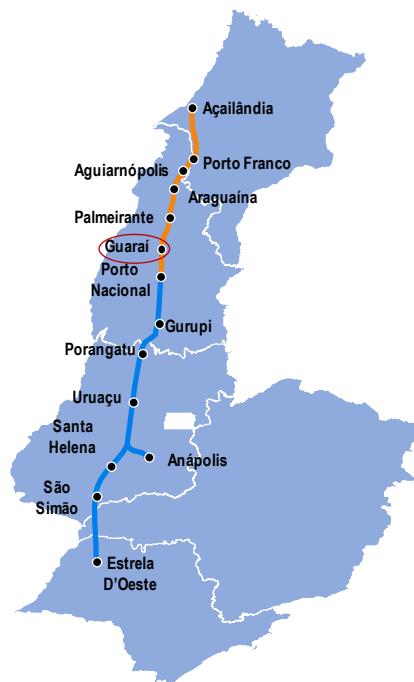 Açailândia
Porto Franco
Aguiarnópolis
Araguaína
Palmeirante
Guaraí
Porto
Nacional
Gurupi
Porangatu
Uruaçu
Santa
Helena
Anápolis
São
Simão
Estrela
D'Oeste